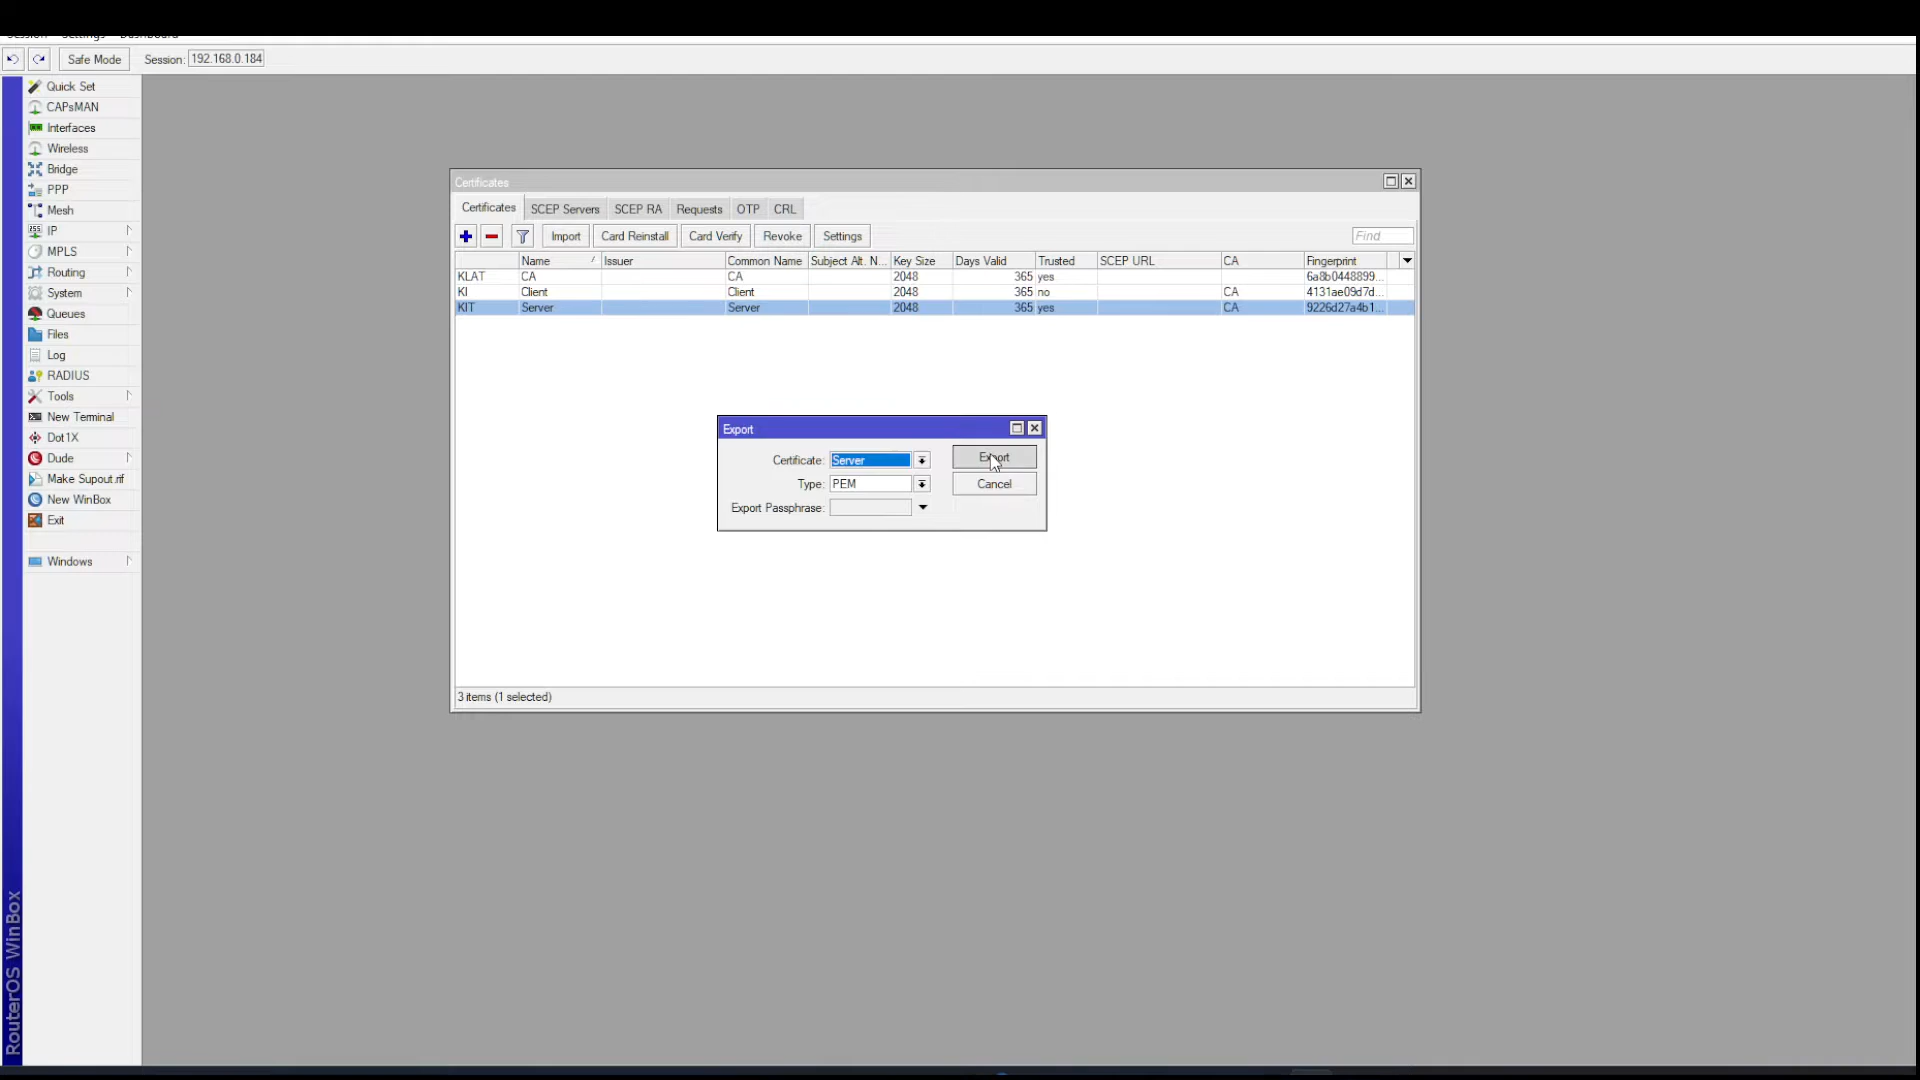 Session Settings Dashboard
Safe Mode Session: 192.168.0.184
Quick Set
CAPsMAN
Interfaces
Wireless
Bridge
PPP
Mesh
IP
MPLS
Routing
System
Queues
Files
Log
RADIUS
Tools
New Terminal
Dot1X
Dude
Make Supout.rif
New WinBox
Exit
Windows
RouterOS WinBox
Certificates
Certificates SCEP Servers SCEP RA Requests OTP CRL
Import Card Reinstall Card Verify Revoke Settings Find
Name / Issuer Common Name Subject Alt. N... Key Size Days Valid Trusted SCEP URL CA Fingerprint
KLAT CA CA 2048 365 yes 6a8b0448899...
KI Client Client 2048 365 no CA 4131ae09d7d...
KIT Server Server 2048 365 yes CA 9226d27a4b1...
Export
Certificate: Server Export
Type: PEM Cancel
Export Passphrase:
3 items (1 selected)